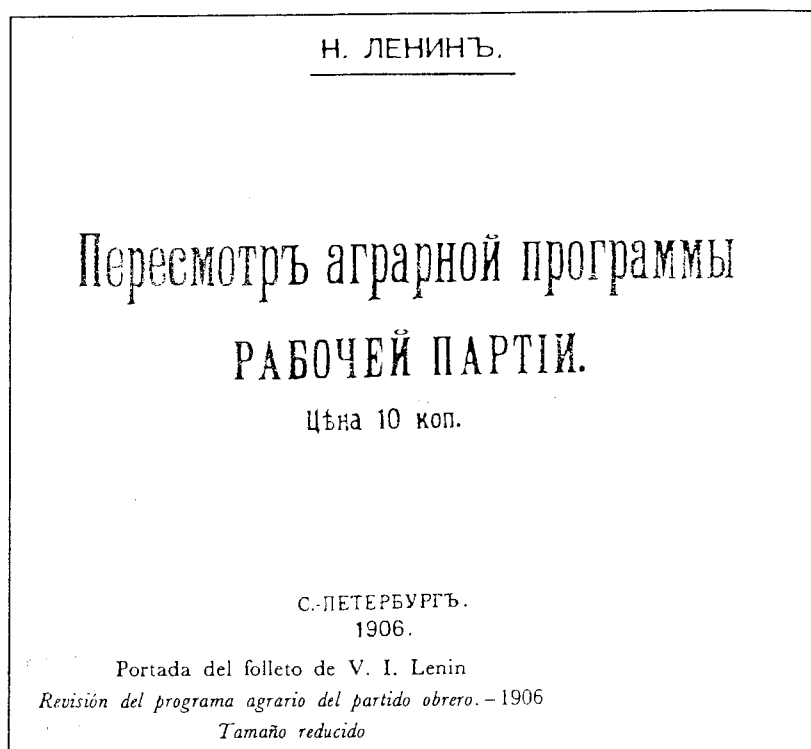 Н. ЛЕНИНЪ.
Пересмотръ аграрной программы
РАБОЧЕЙ ПАРТІИ.
Цѣна 10 коп.
С.-ПЕТЕРБУРГЪ.
1906.
Portada del folleto de V. I. Lenin
Revisión del programa agrario del partido obrero. – 1906
Tamaño reducido